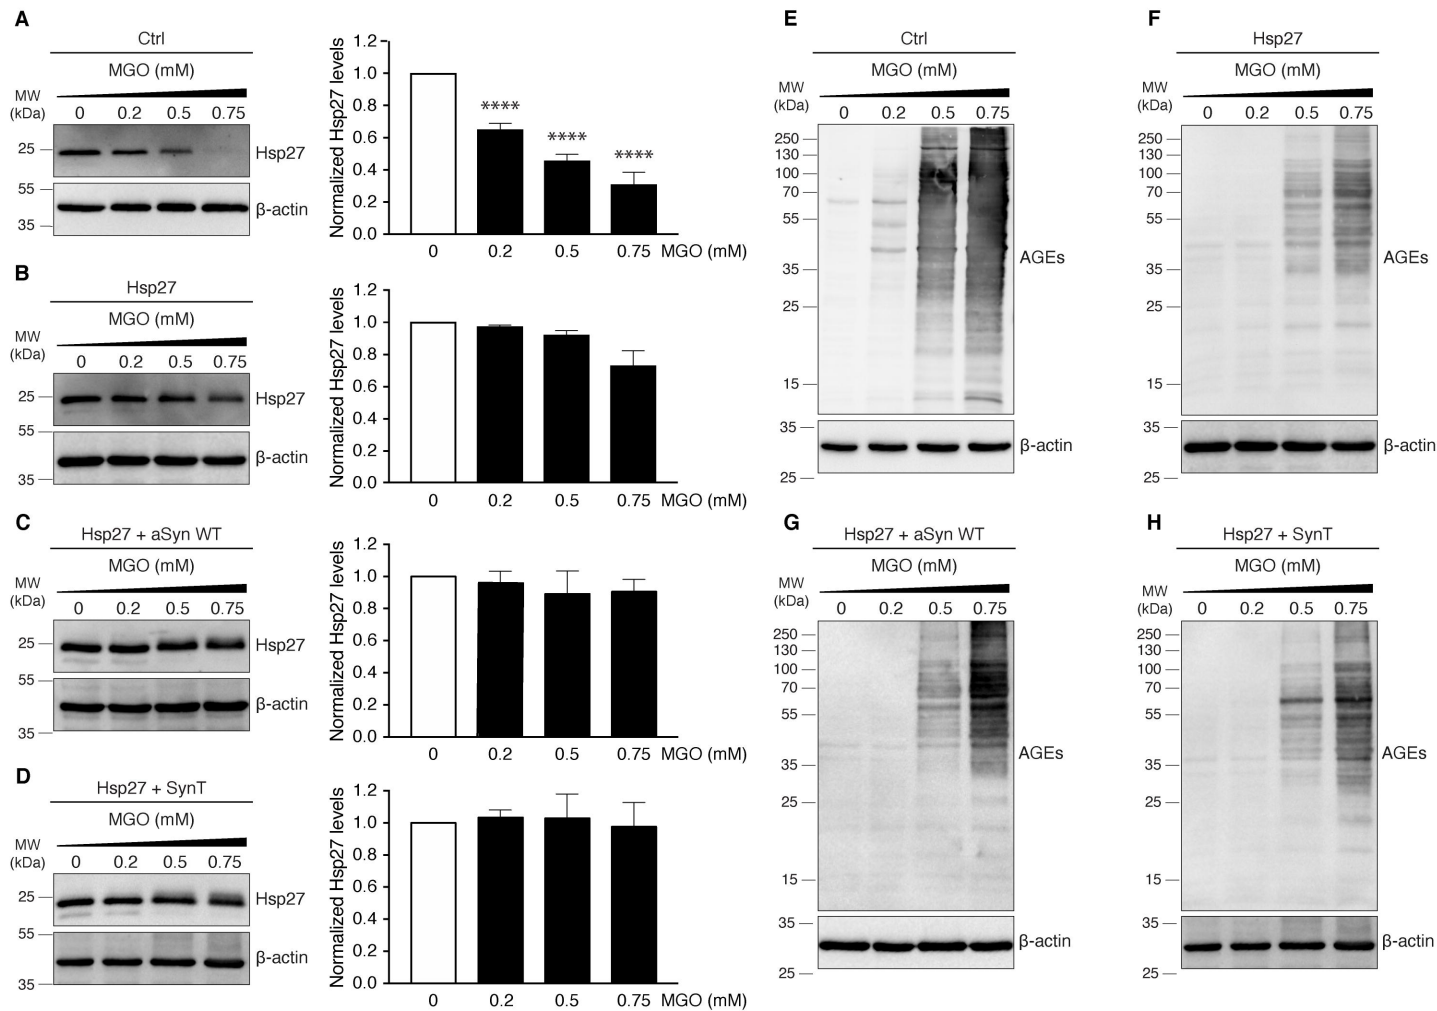 A
Ctrl
MGO (mM)
MW
(kDa)
0 0.2 0.5 0.75
25
Hsp27
55
β-actin
35
Normalized Hsp27 levels
1.2
1.0
0.8
0.6
0.4
0.2
0.0
****
****
****
0 0.2 0.5 0.75 MGO (mM)
B
Hsp27
MGO (mM)
MW
(kDa)
0 0.2 0.5 0.75
25
Hsp27
55
β-actin
35
Normalized Hsp27 levels
1.2
1.0
0.8
0.6
0.4
0.2
0.0
0 0.2 0.5 0.75 MGO (mM)
C
Hsp27 + aSyn WT
MGO (mM)
MW
(kDa)
0 0.2 0.5 0.75
25
Hsp27
55
β-actin
35
Normalized Hsp27 levels
1.2
1.0
0.8
0.6
0.4
0.2
0.0
0 0.2 0.5 0.75 MGO (mM)
D
Hsp27 + SynT
MGO (mM)
MW
(kDa)
0 0.2 0.5 0.75
25
Hsp27
55
β-actin
35
Normalized Hsp27 levels
1.2
1.0
0.8
0.6
0.4
0.2
0.0
0 0.2 0.5 0.75 MGO (mM)
E
Ctrl
MGO (mM)
MW
(kDa)
0 0.2 0.5 0.75
250
130
100
70
55
35
25
15
AGEs
35
β-actin
25
F
Hsp27
MGO (mM)
MW
(kDa)
0 0.2 0.5 0.75
250
130
100
70
55
35
25
15
AGEs
35
β-actin
25
G
Hsp27 + aSyn WT
MGO (mM)
MW
(kDa)
0 0.2 0.5 0.75
250
130
100
70
55
35
25
15
AGEs
35
β-actin
25
H
Hsp27 + SynT
MGO (mM)
MW
(kDa)
0 0.2 0.5 0.75
250
130
100
70
55
35
25
15
AGEs
35
β-actin
25